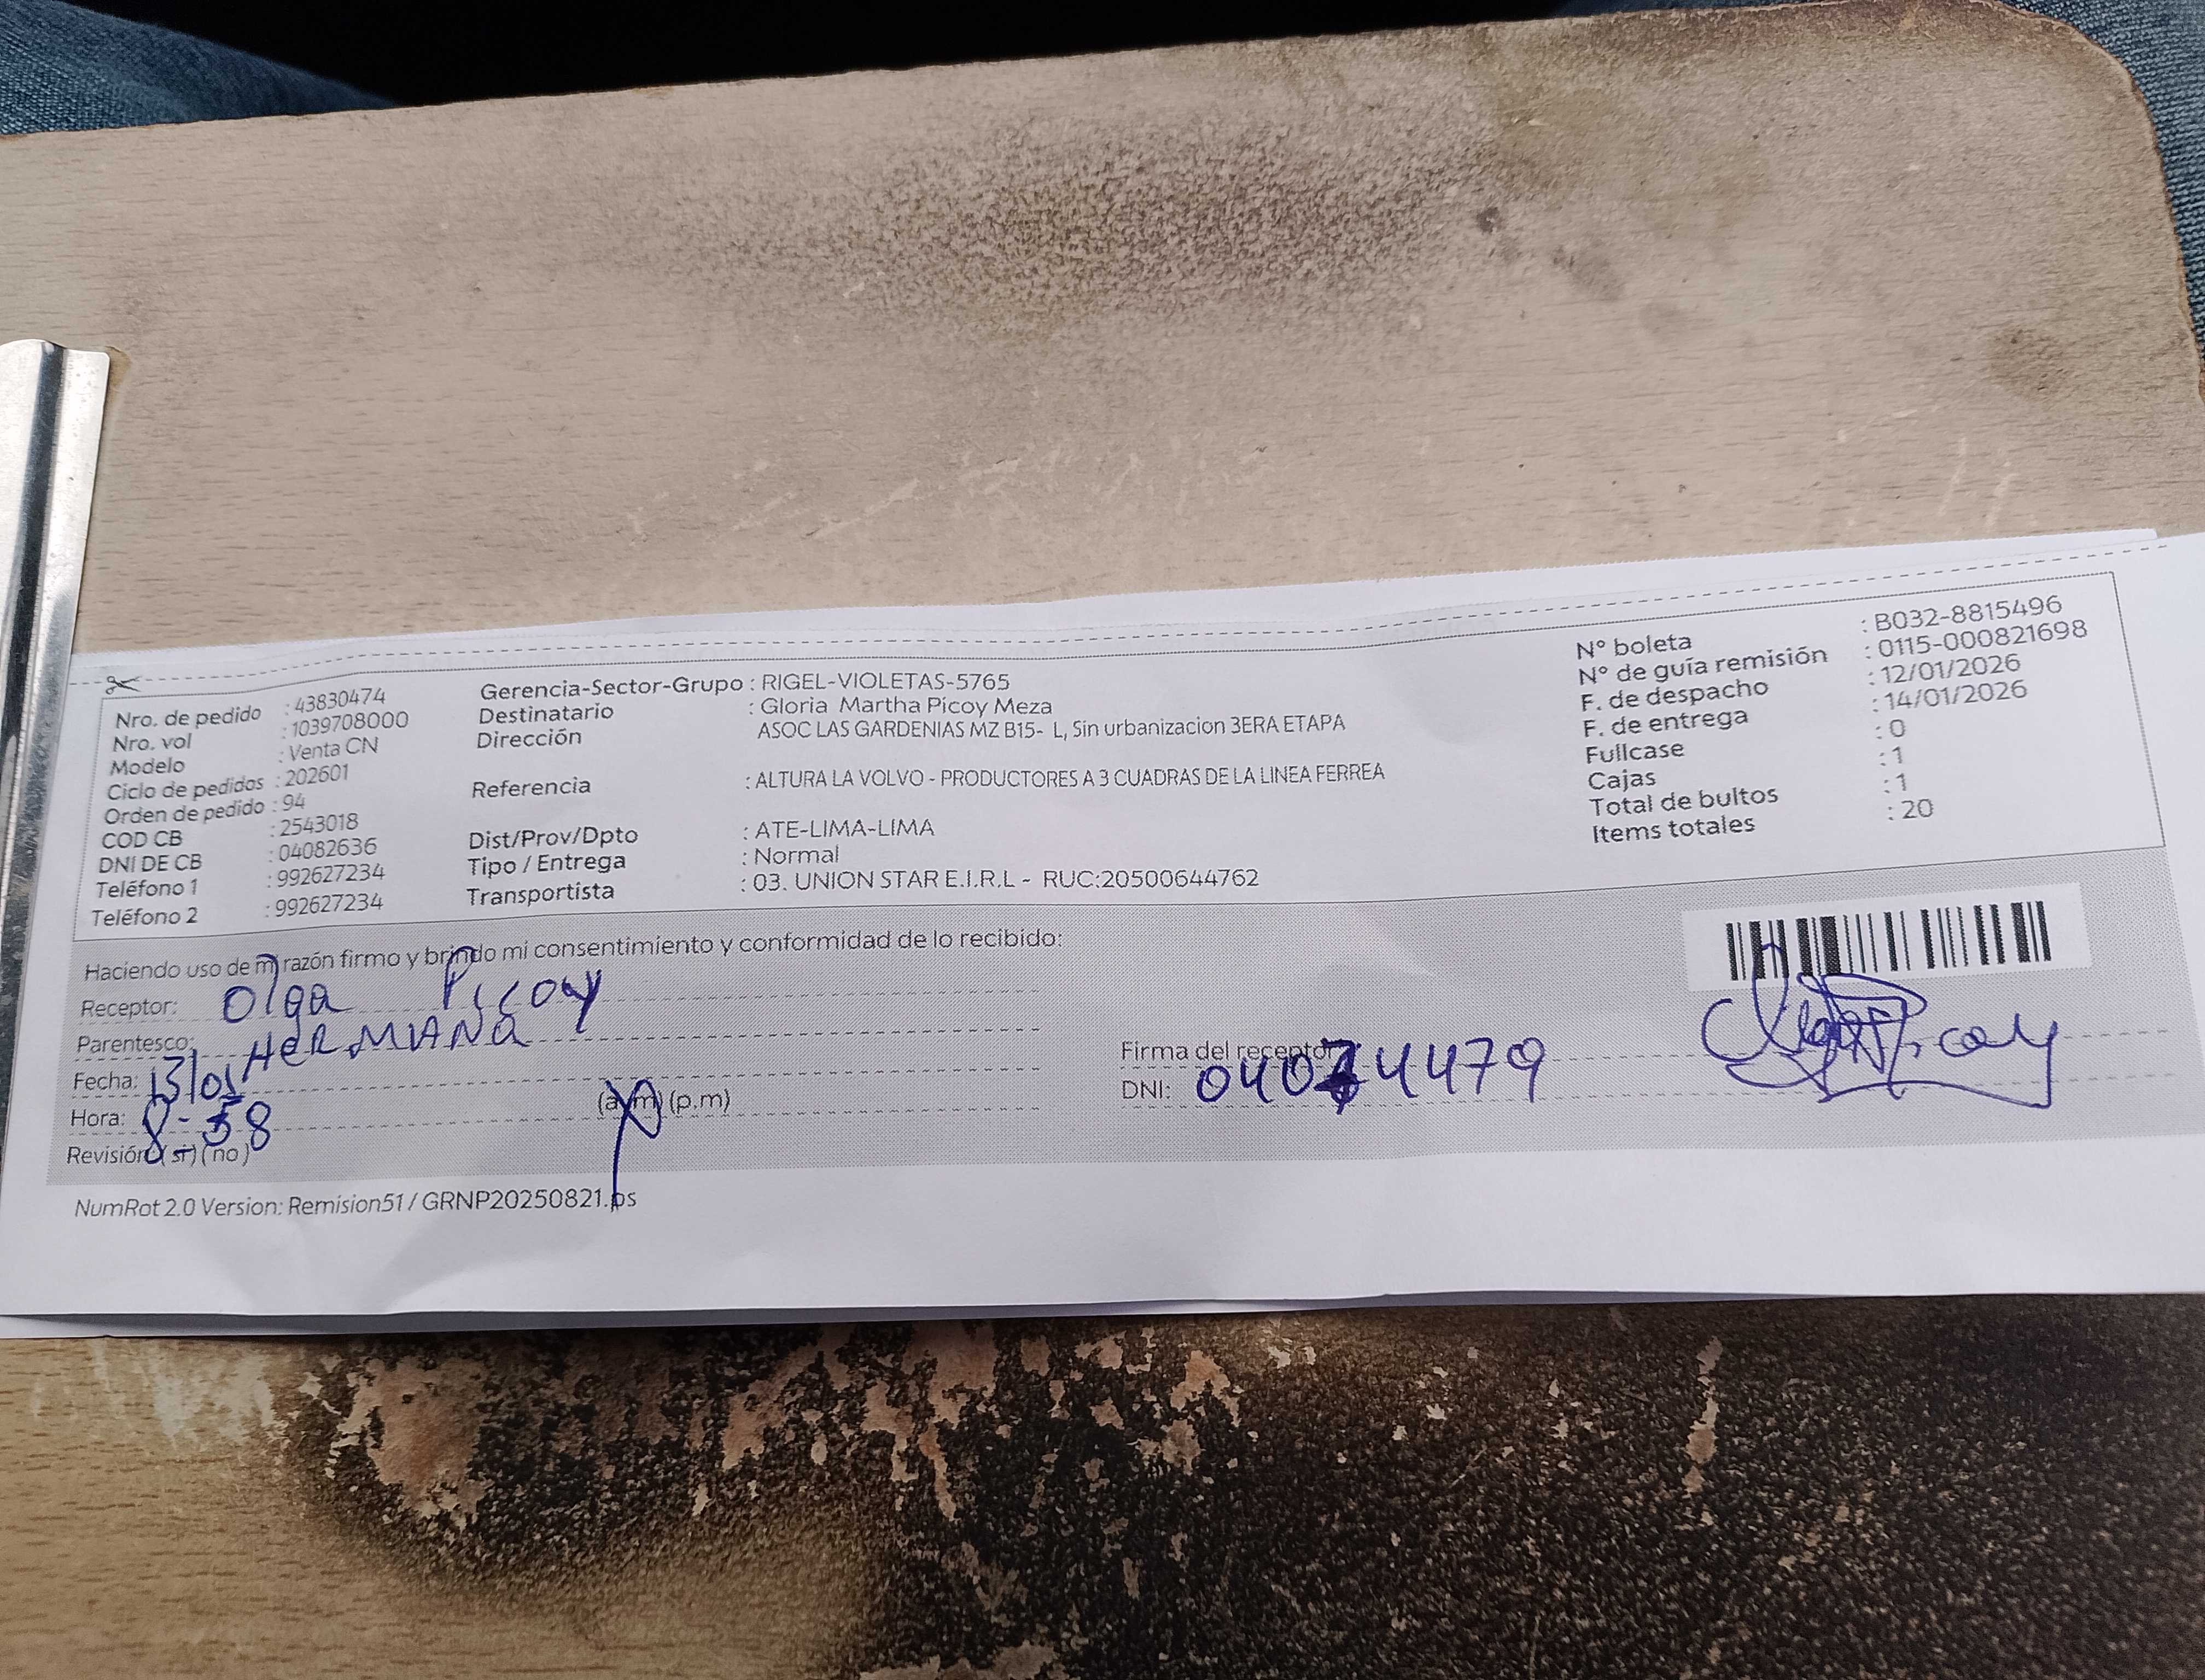 Nro. de pedido : 43830474
Nro. vol : 1039708000
Modelo : Venta CN
Ciclo de pedidos : 202601
Orden de pedido : 94
COD CB : 2543018
DNI DE CB : 04082636
Teléfono 1 : 992627234
Teléfono 2 : 992627234
Gerencia-Sector-Grupo : RIGEL-VIOLETAS-5765
Destinatario : Gloria Martha Picoy Meza
Dirección ASOC LAS GARDENIAS MZ B15- L, Sin urbanizacion 3ERA ETAPA
Referencia : ALTURA LA VOLVO - PRODUCTORES A 3 CUADRAS DE LA LINEA FERREA
Dist/Prov/Dpto : ATE-LIMA-LIMA
Tipo / Entrega : Normal
Transportista : 03. UNION STAR E.I.R.L - RUC:20500644762
N° boleta : B032-8815496
N° de guía remisión : 0115-000821698
F. de despacho : 12/01/2026
F. de entrega : 14/01/2026
Fullcase : 0
Cajas : 1
Total de bultos : 1
Items totales : 20
Haciendo uso de mi razón firmo y brindo mi consentimiento y conformidad de lo recibido:
Receptor: Olga Picoy
Parentesco: HERMANA
Fecha: 13/01
Hora: 8-58 (a.m) (p.m)
Revisión: (si) (no)
Firma del receptor
DNI:
Picoy
NumRot 2.0 Version: Remision51 / GRNP20250821.ps